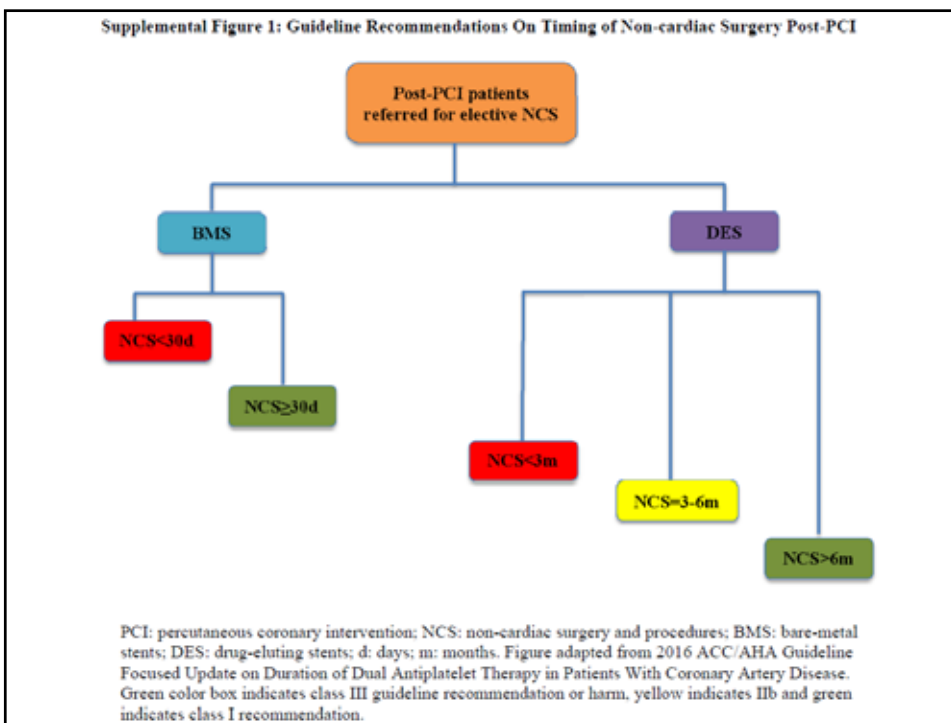 Supplemental Figure 1: Guideline Recommendations On Timing of Non-cardiac Surgery Post-PCI
Post-PCI patients
referred for elective NCS
BMS
DES
NCS<30d
NCS≥30d
NCS<3m
NCS=3-6m
NCS>6m
PCI: percutaneous coronary intervention; NCS: non-cardiac surgery and procedures; BMS: bare-metal
stents; DES: drug-eluting stents; d: days; m: months. Figure adapted from 2016 ACC/AHA Guideline
Focused Update on Duration of Dual Antiplatelet Therapy in Patients With Coronary Artery Disease.
Green color box indicates class III guideline recommendation or harm, yellow indicates IIb and green
indicates class I recommendation.